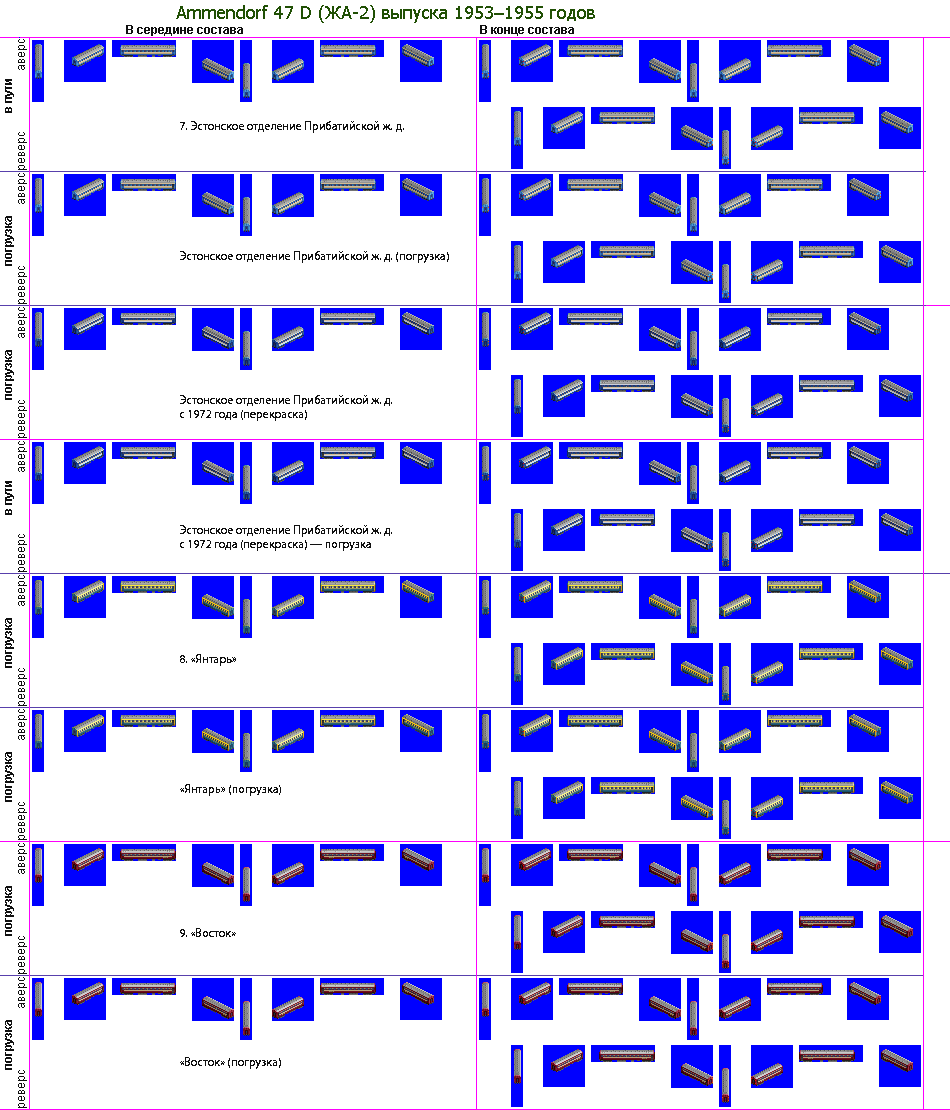 Ammendorf 47 D (ЖА-2) выпуска 1953–1955 годов
В середине состава
В конце состава
в пути
аверс
реверс
7. Эстонское отделение Прибатийской ж. д.
погрузка
аверс
реверс
Эстонское отделение Прибатийской ж. д. (погрузка)
погрузка
аверс
реверс
Эстонское отделение Прибатийской ж. д.
с 1972 года (перекраска)
в пути
аверс
реверс
Эстонское отделение Прибатийской ж. д.
с 1972 года (перекраска) — погрузка
погрузка
аверс
реверс
8. «Янтарь»
погрузка
аверс
реверс
«Янтарь» (погрузка)
погрузка
аверс
реверс
9. «Восток»
погрузка
аверс
реверс
«Восток» (погрузка)